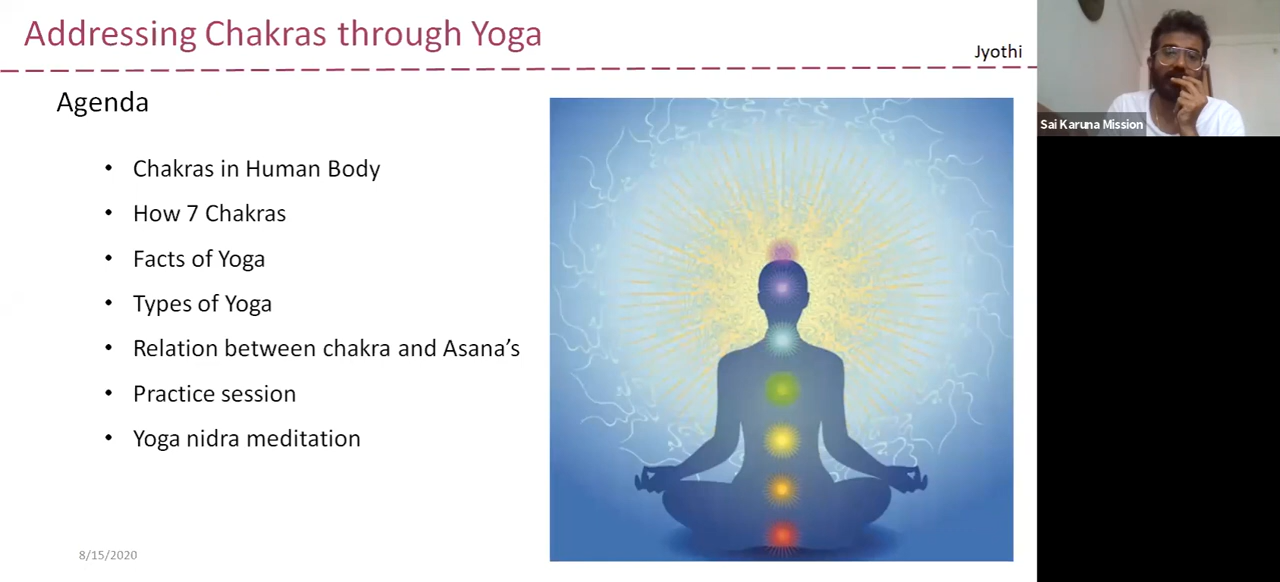 Addressing Chakras through Yoga
Jyothi
Agenda
• Chakras in Human Body
• How 7 Chakras
• Facts of Yoga
• Types of Yoga
• Relation between chakra and Asana’s
• Practice session
• Yoga nidra meditation
8/15/2020
Sai Karuna Mission